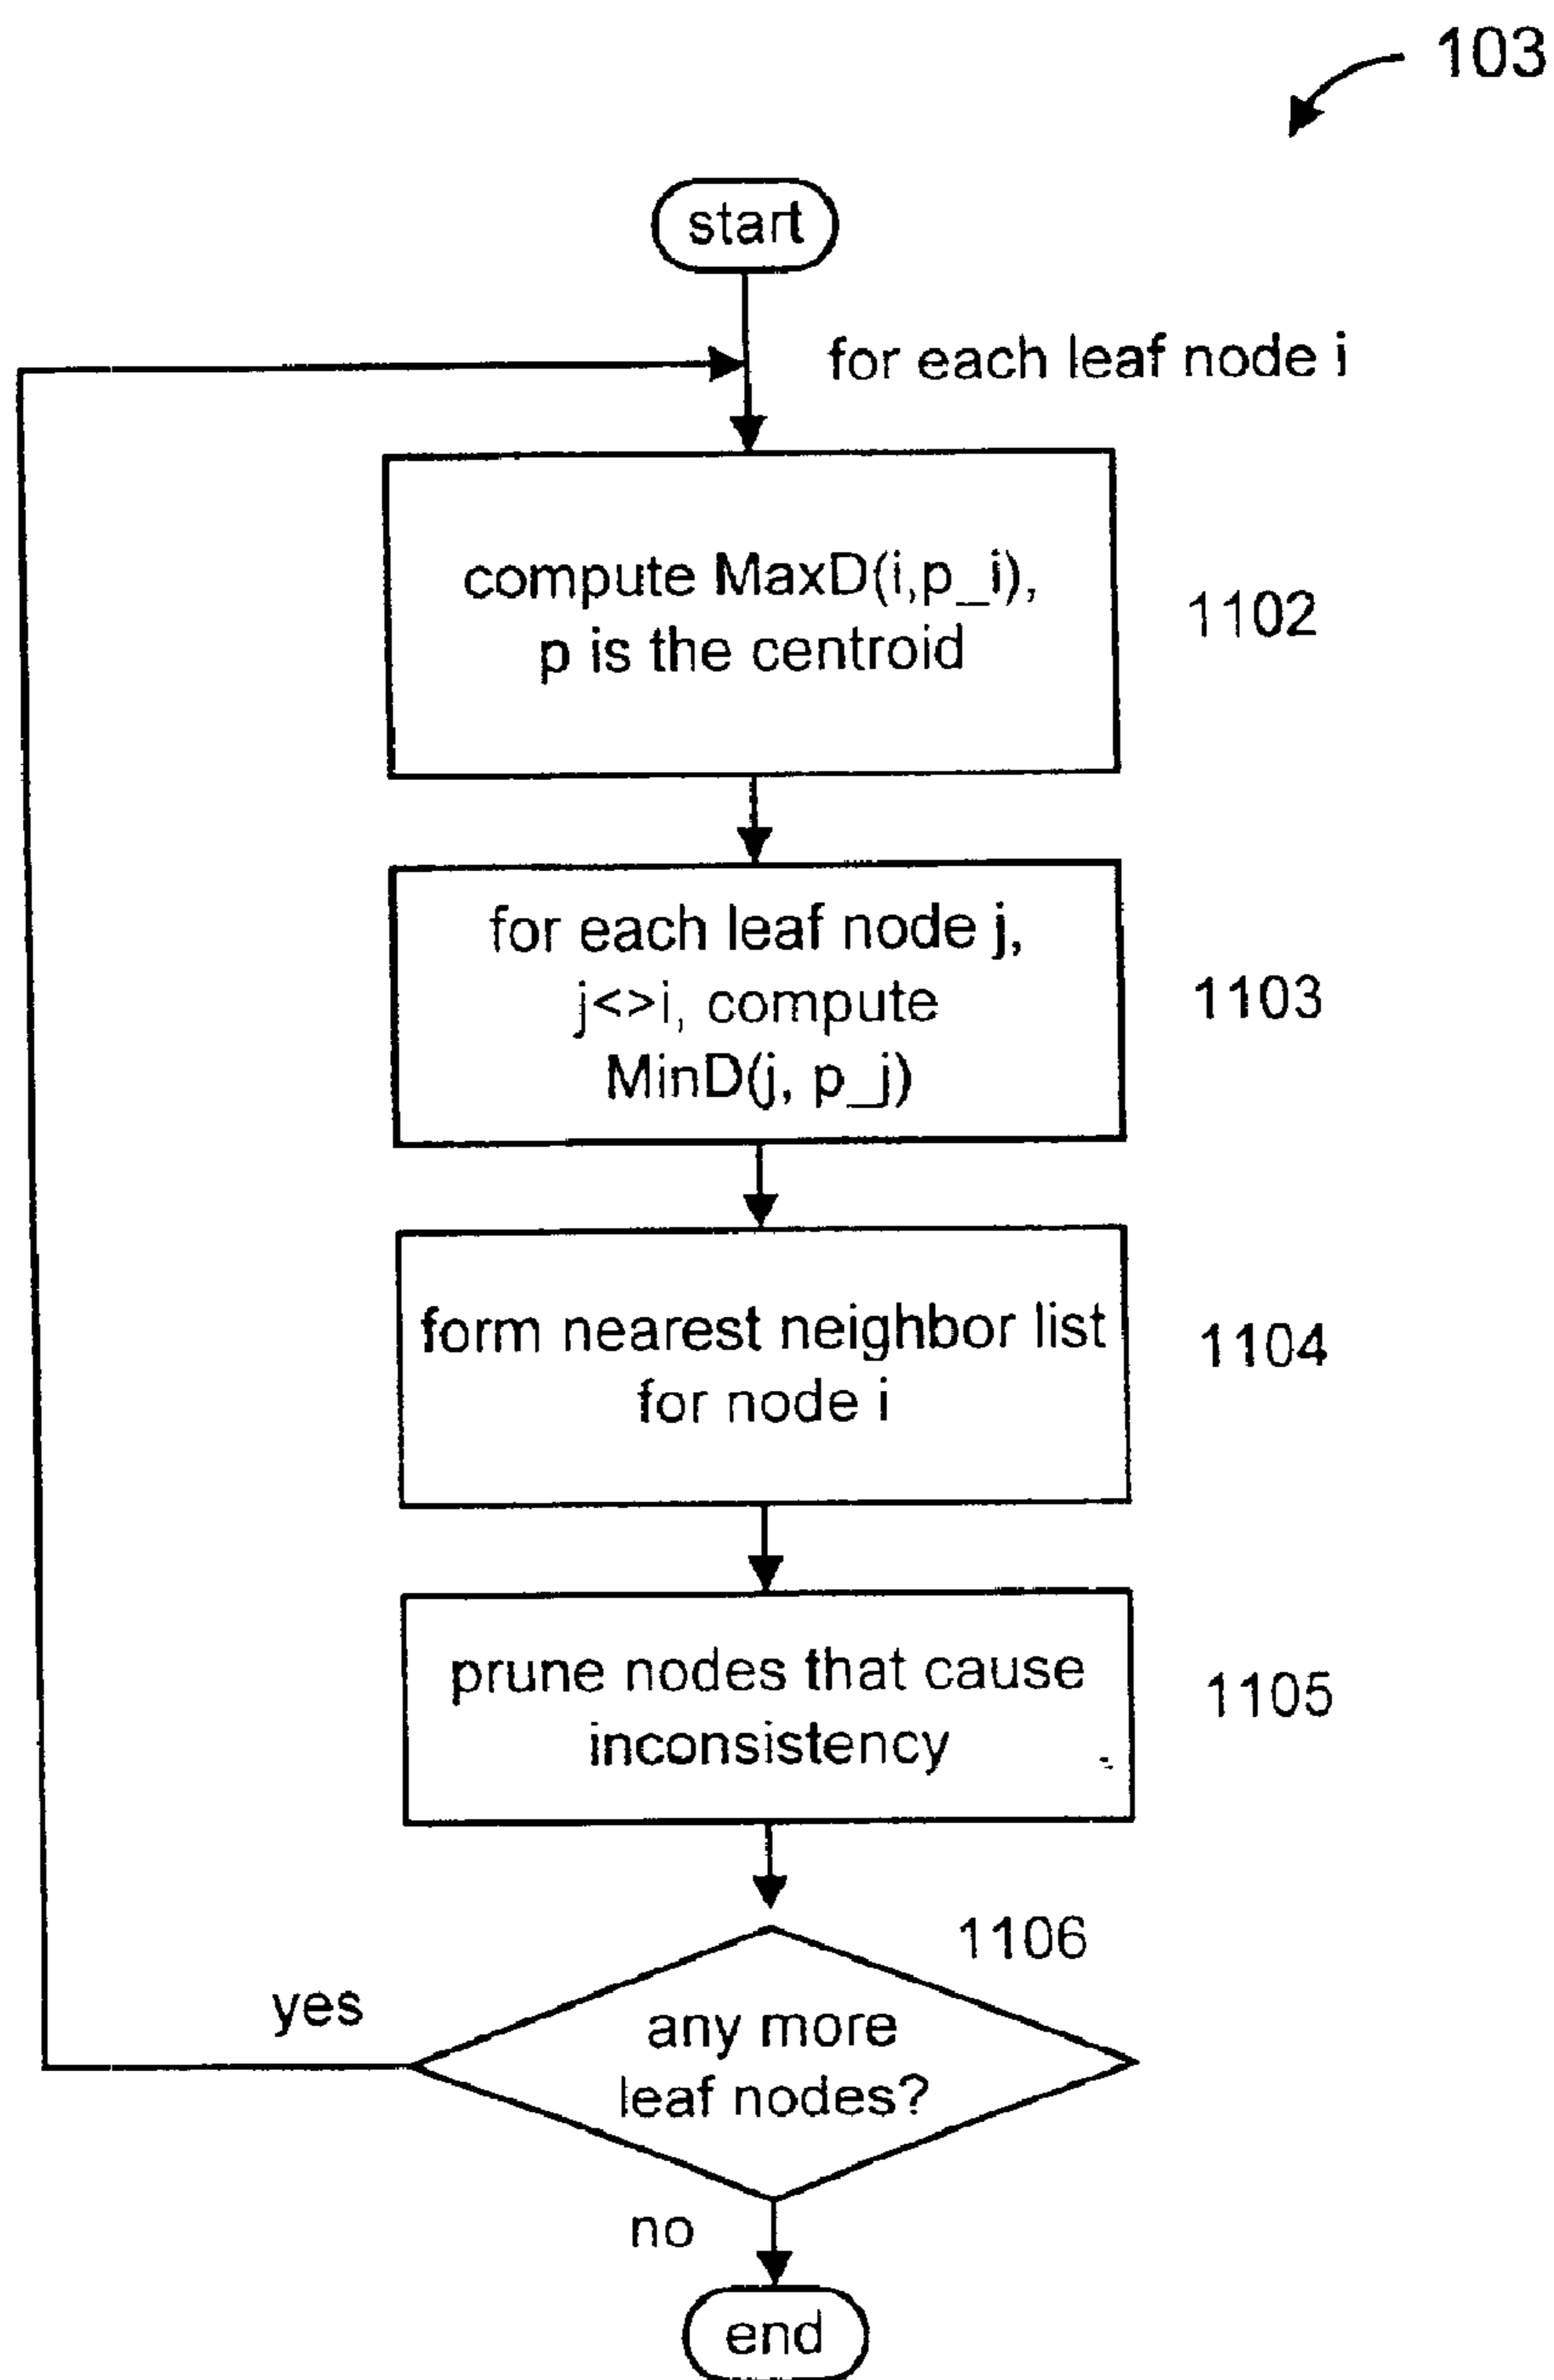 103
start
for each leaf node i
compute MaxD(i,p_i),
p is the centroid
1102
for each leaf node j,
j<>i, compute
MinD(j, p_j)
1103
form nearest neighbor list
for node i
1104
prune nodes that cause
inconsistency
1105
1106
any more
leaf nodes?
yes
no
end